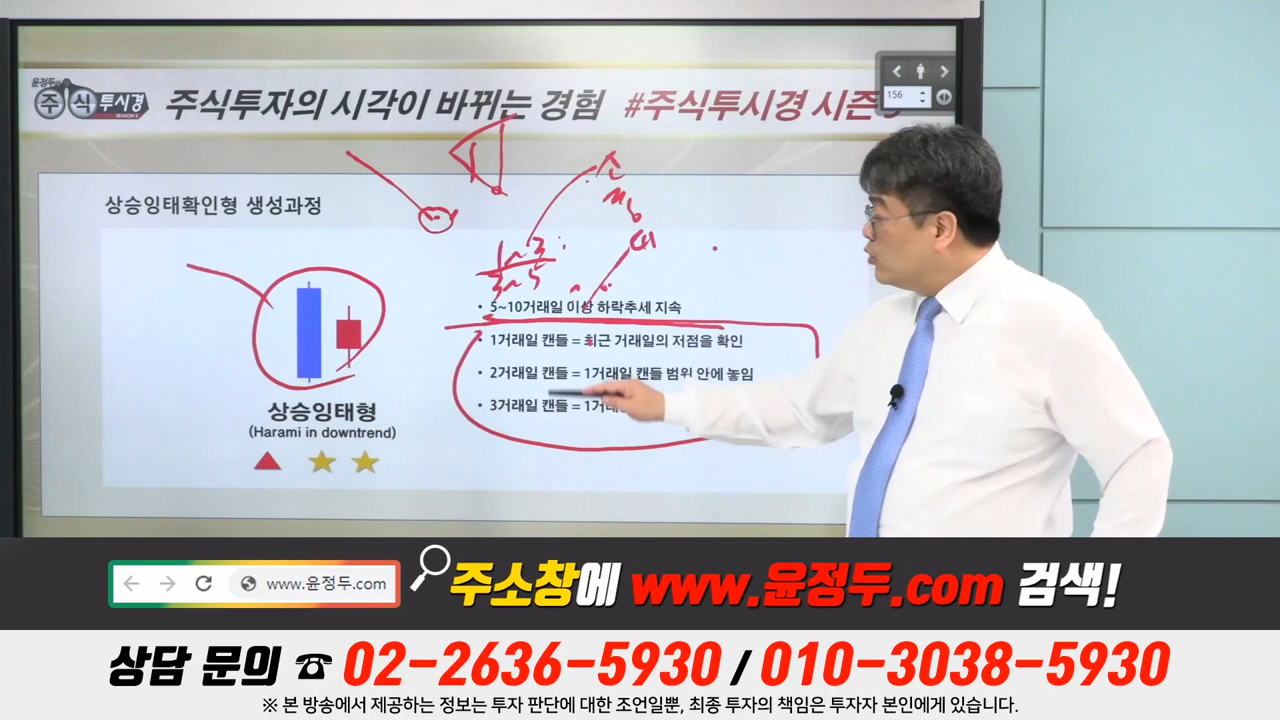 윤정두의
주식투시경
SEASON 3
주식투자의 시각이 바뀌는 경험 #주식투시경 시즌
156
상승잉태확인형 생성과정
1~3
3~5
• 5~10거래일 이상 하락추세 지속
• 1거래일 캔들 = 최근 거래일의 저점을 확인
• 2거래일 캔들 = 1거래일 캔들 범위 안에 놓임
• 3거래일 캔들 = 1거래
상승잉태형
(Harami in downtrend)
www.윤정두.com
주소창에 www.윤정두.com 검색!
상담 문의 ☎ 02-2636-5930 / 010-3038-5930
※ 본 방송에서 제공하는 정보는 투자 판단에 대한 조언일뿐, 최종 투자의 책임은 투자자 본인에게 있습니다.